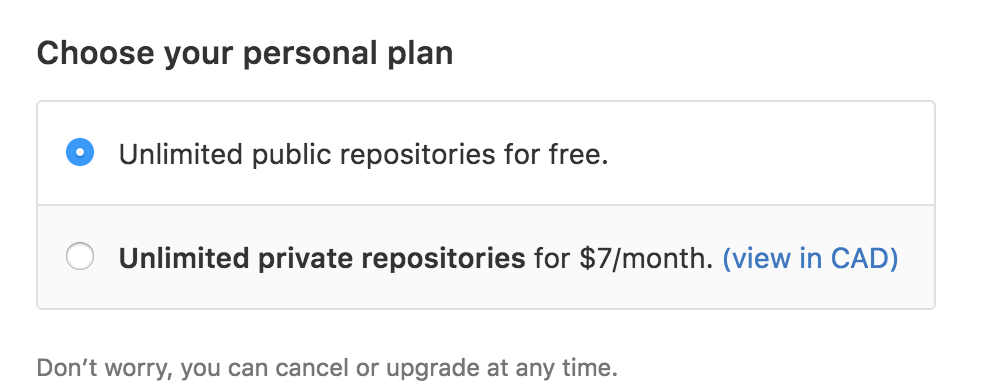 Choose your personal plan
Unlimited public repositories for free.
Unlimited private repositories for $7/month. (view in CAD)
Don’t worry, you can cancel or upgrade at any time.